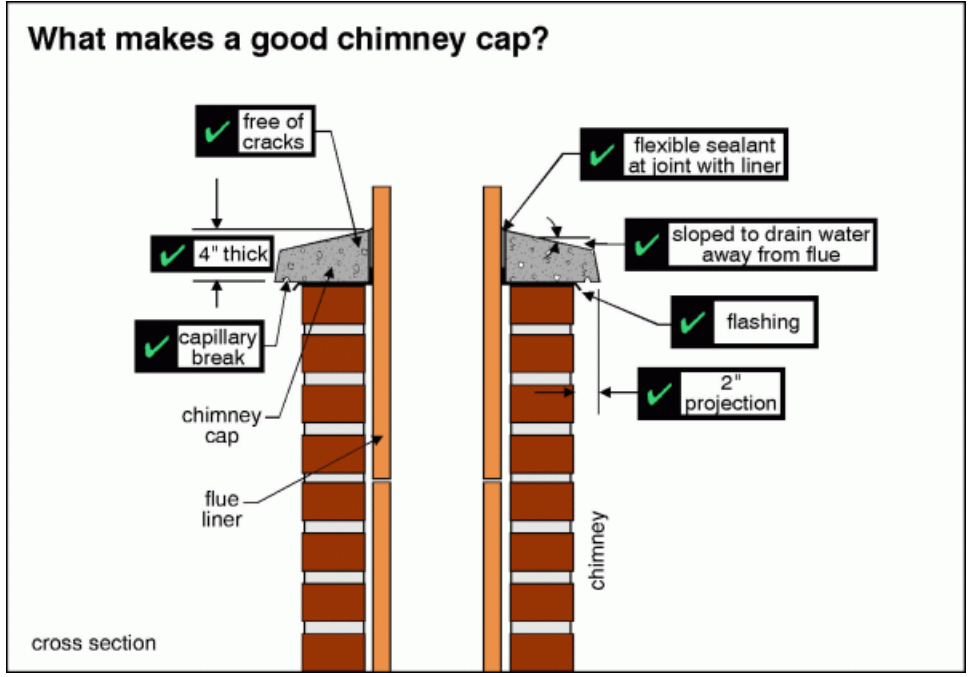 What makes a good chimney cap?
free of
cracks
flexible sealant
at joint with liner
4" thick
sloped to drain water
away from flue
capillary
break
flashing
2"
projection
chimney
cap
flue
liner
chimney
cross section